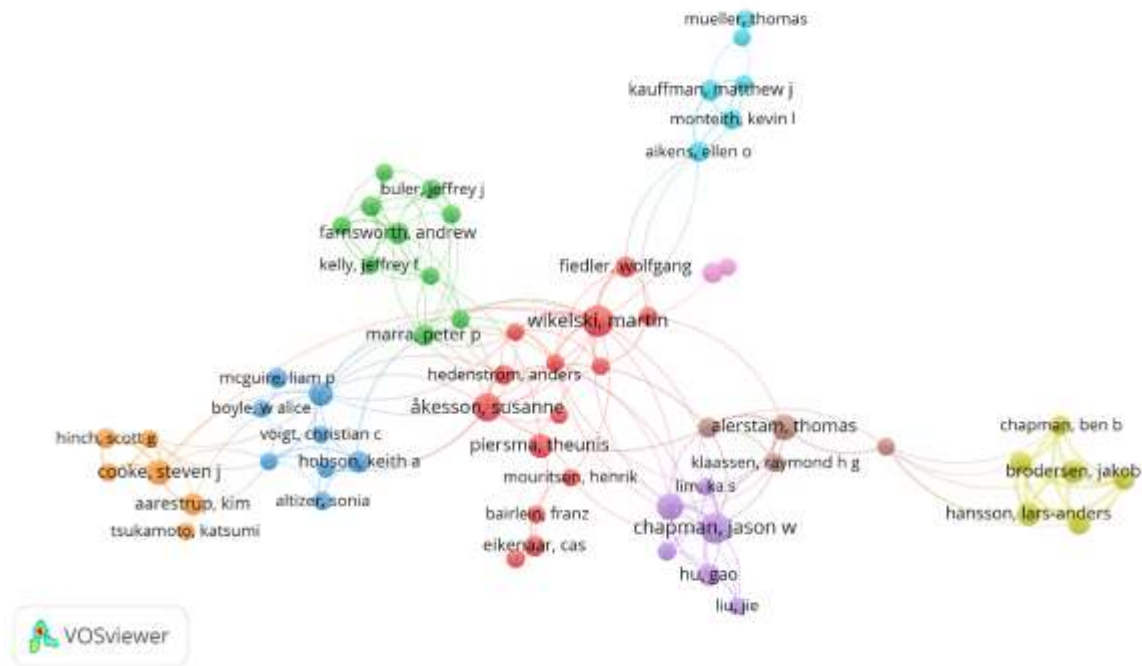 mueller, thomas
kauffman, matthew j
monteith, kevin l
aikens, ellen o
buler, jeffrey j
farnsworth, andrew
kelly, jeffrey f
fiedler, wolfgang
wikelski, martin
marra, peter p
hedenstrom, anders
mcguire, liam p
åkesson, susanne
boyle, w alice
voigt, christian c
hinch, scott g
cooke, steven j
hobson, keith a
piersma, theunis
alerstam, thomas
chapman, ben b
klaassen, raymond h g
brodersen, jakob
mouritsen, henrik
lim, ka s
aarestrup, kim
altizer, sonia
hansson, lars-anders
bairlein, franz
chapman, jason w
tsukamoto, katsumi
eikenaar, cas
hu, gao
liu, jie
VOSviewer